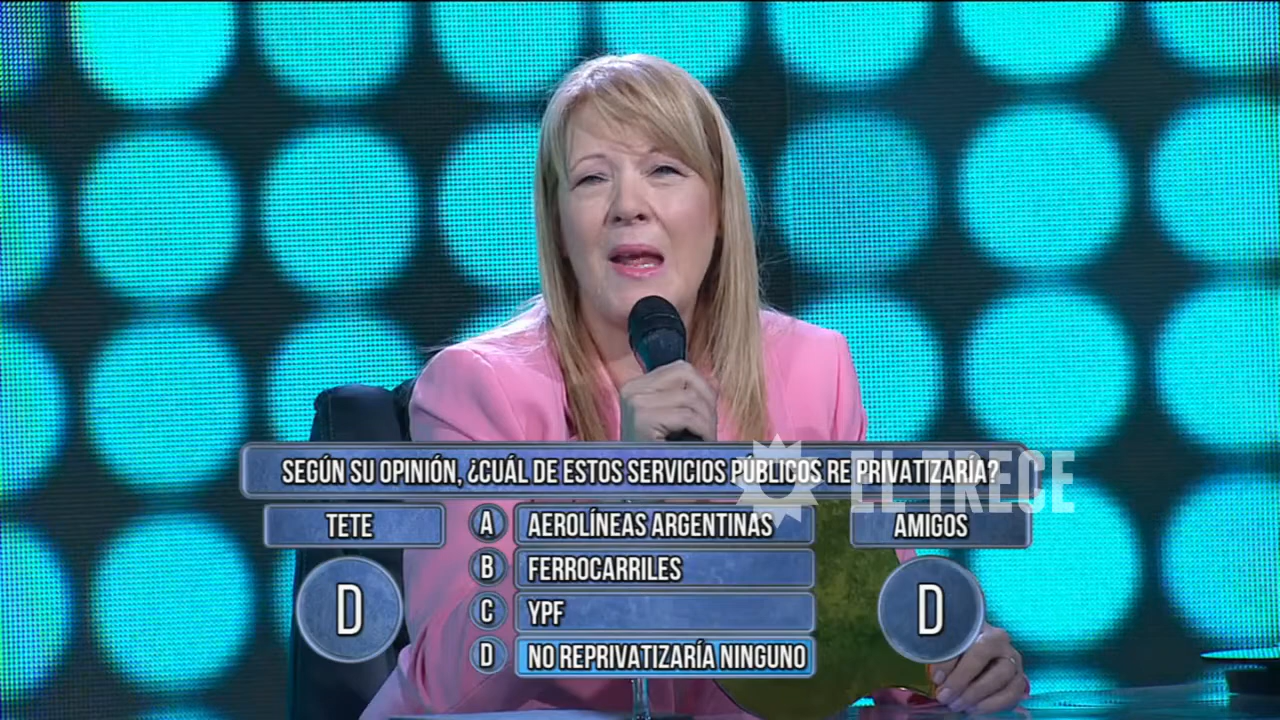 SEGÚN SU OPINIÓN, ¿CUÁL DE ESTOS SERVICIOS PÚBLICOS RE PRIVATIZARÍA?
EL TRECE
TETE
A AEROLÍNEAS ARGENTINAS
AMIGOS
B FERROCARRILES
D
C YPF
D
D NO REPRIVATIZARÍA NINGUNO